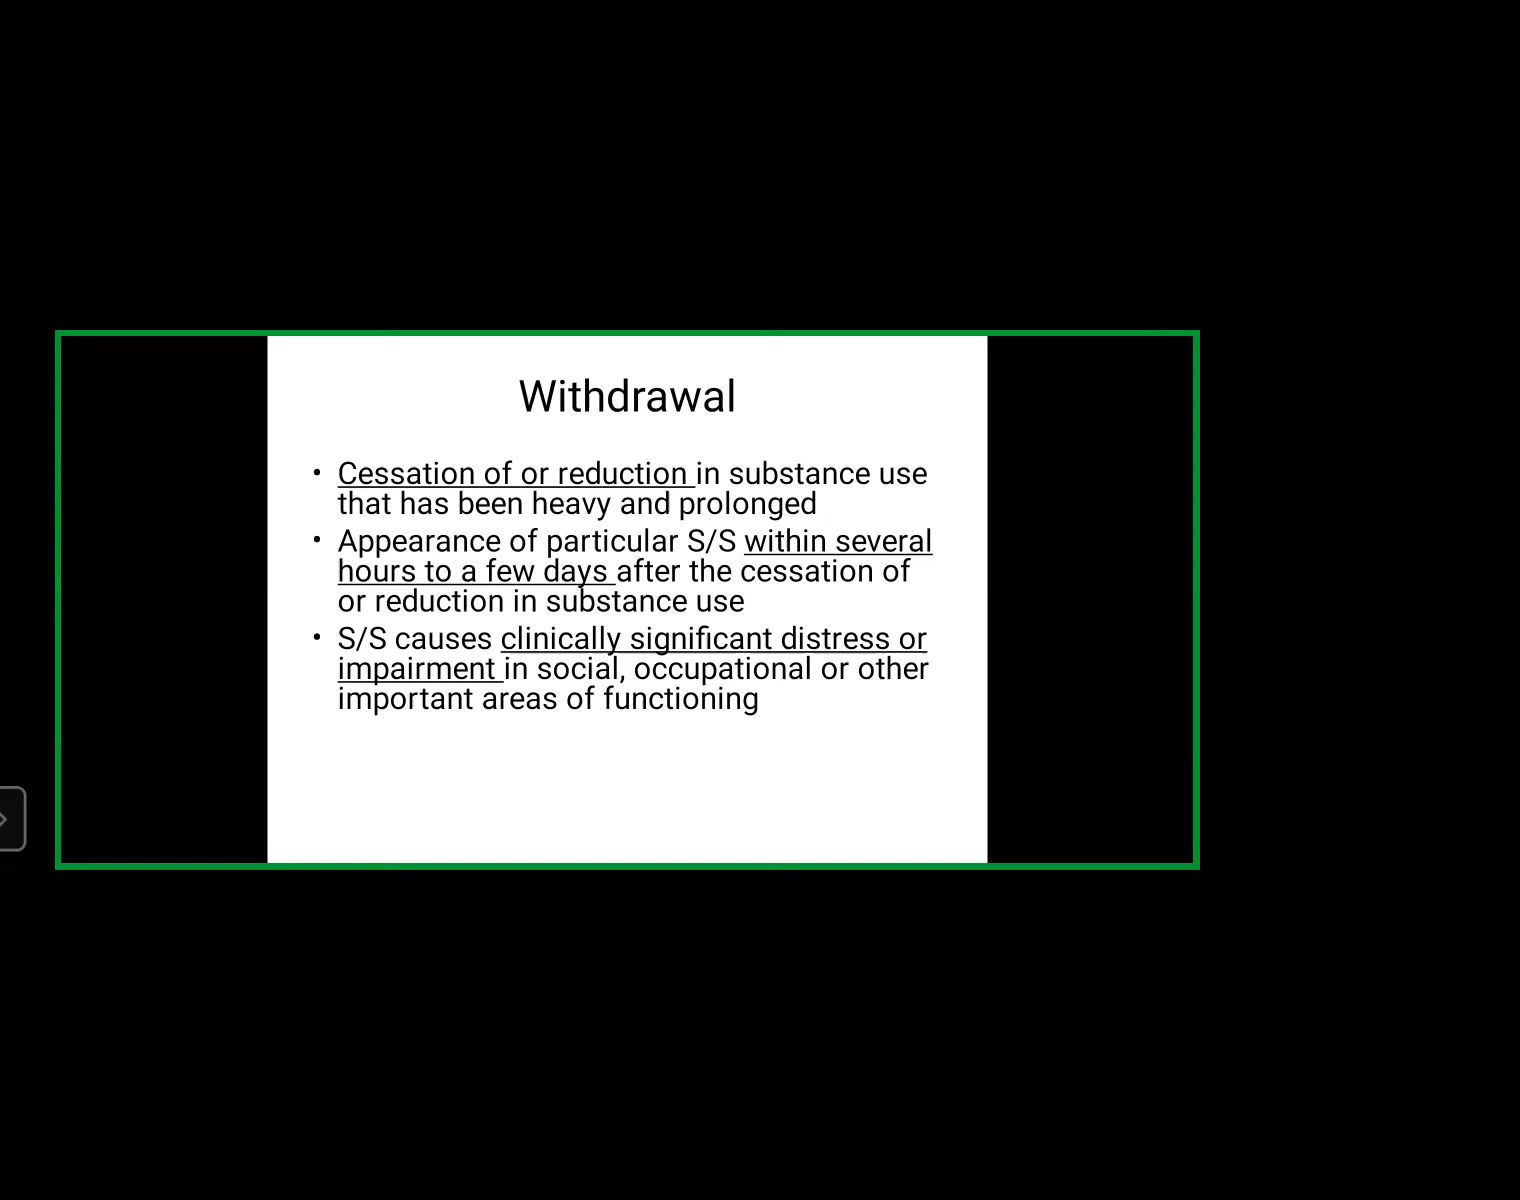 Withdrawal
• Cessation of or reduction in substance use
that has been heavy and prolonged
• Appearance of particular S/S within several
hours to a few days after the cessation of
or reduction in substance use
• S/S causes clinically significant distress or
impairment in social, occupational or other
important areas of functioning